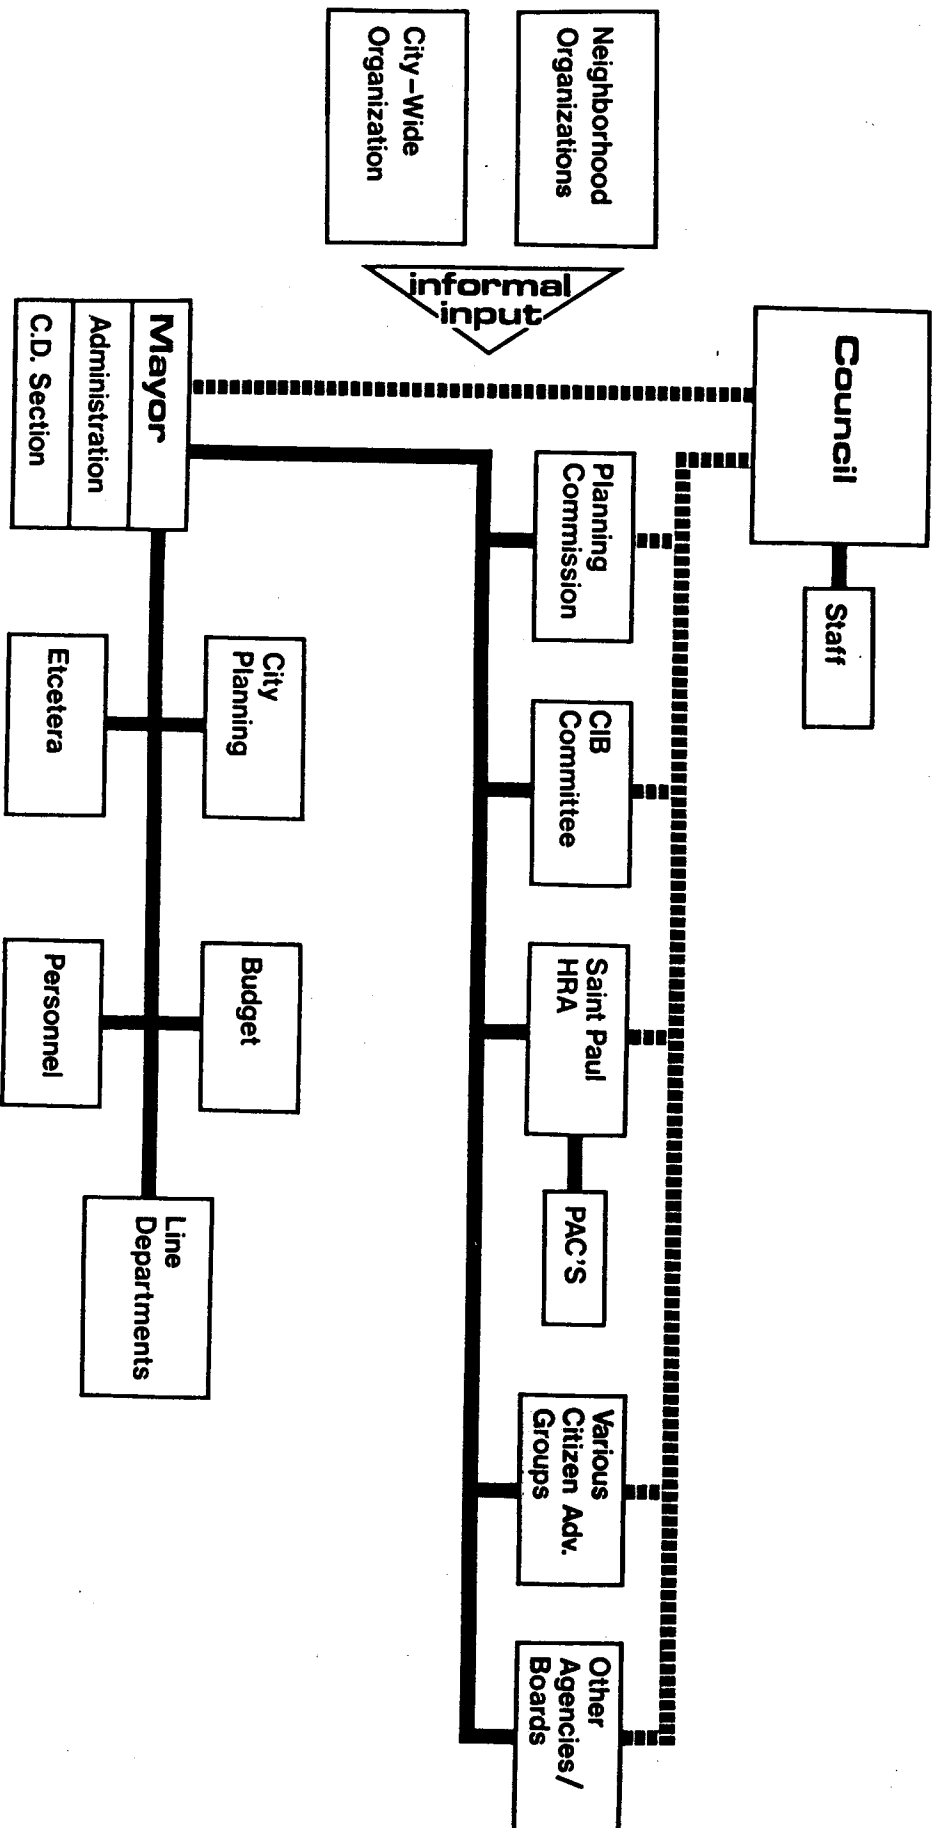 Neighborhood
Organizations
City-Wide
Organization
informal
input
Council
Staff
Planning
Commission
CIB
Committee
Saint Paul
HRA
PAC'S
Various
Citizen Adv.
Groups
Other
Agencies/
Boards
Mayor
Administration
C.D. Section
City
Planning
Etcetera
Budget
Personnel
Line
Departments